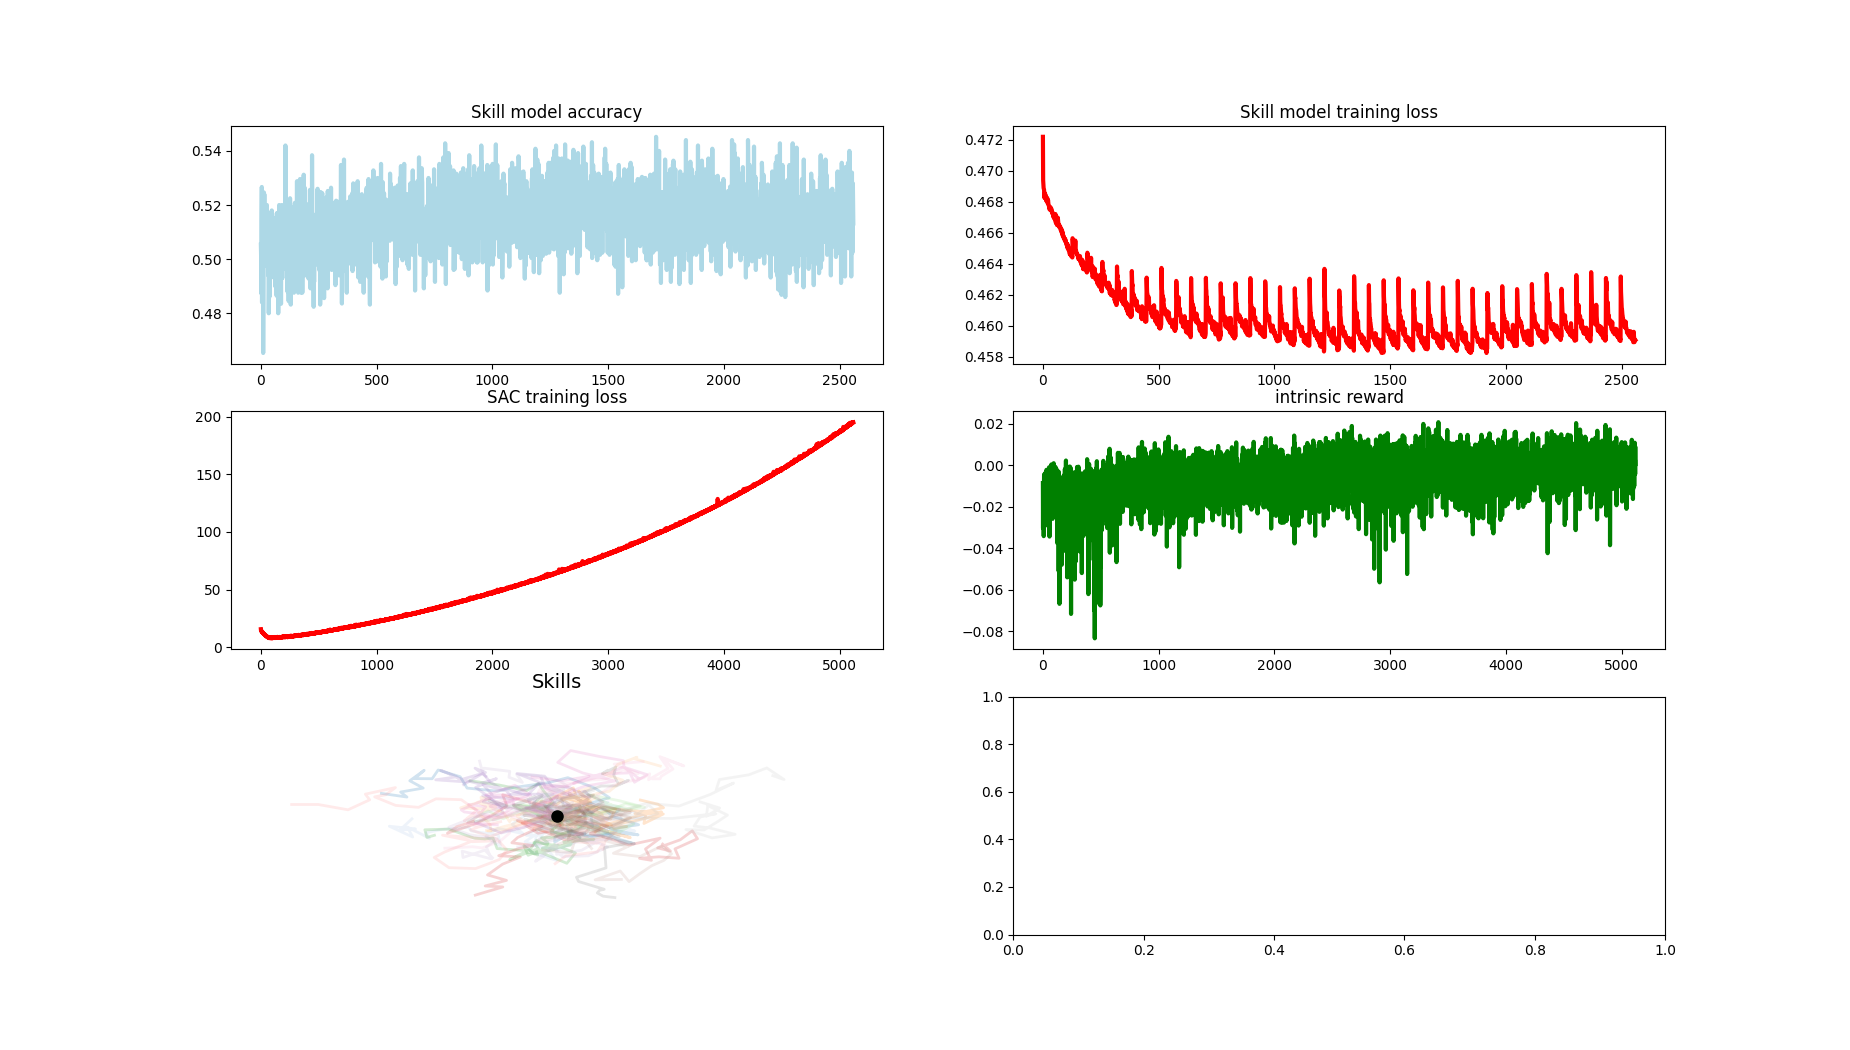 Skill model accuracy
0.54
0.52
0.50
0.48
0 500 1000 1500 2000 2500
Skill model training loss
0.472
0.470
0.468
0.466
0.464
0.462
0.460
0.458
0 500 1000 1500 2000 2500
SAC training loss
200
150
100
50
0
0 1000 2000 3000 4000 5000
intrinsic reward
0.02
0.00
−0.02
−0.04
−0.06
−0.08
0 1000 2000 3000 4000 5000
Skills
1.0
0.8
0.6
0.4
0.2
0.0
0.0 0.2 0.4 0.6 0.8 1.0